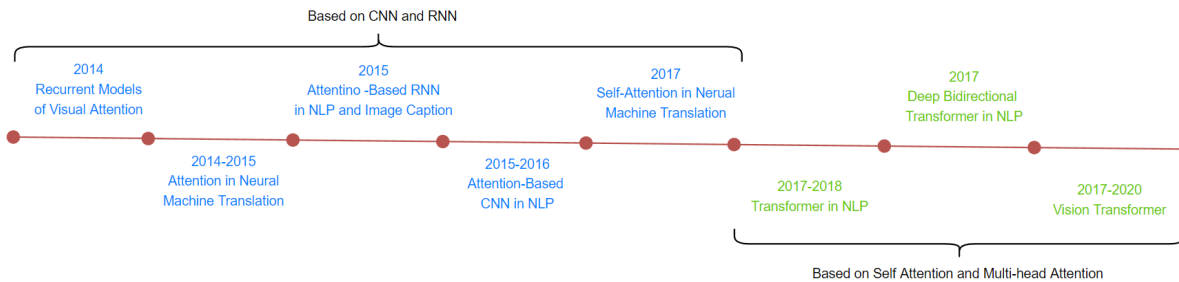 Based on CNN and RNN
2014
Recurrent Models
of Visual Attention
2014-2015
Attention in Neural
Machine Translation
2015
Attentino -Based RNN
in NLP and Image Caption
2015-2016
Attention-Based
CNN in NLP
2017
Self-Attention in Nerual
Machine Translation
2017-2018
Transformer in NLP
2017
Deep Bidirectional
Transformer in NLP
2017-2020
Vision Transformer
Based on Self Attention and Multi-head Attention